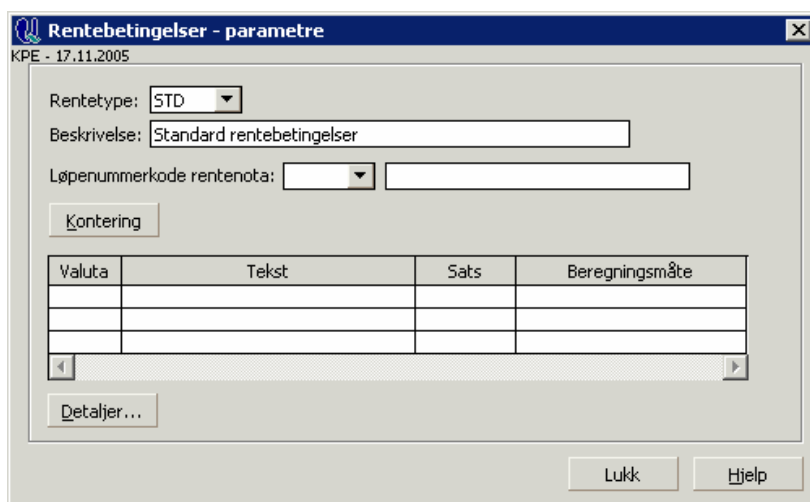 Rentebetingelser - parametre
KPE - 17.11.2005
Rentetype: STD
Beskrivelse: Standard rentebetingelser
Løpenummerkode rentenota:
Kontering
Valuta Tekst Sats Beregningsmåte
Detaljer...
Lukk Hjelp